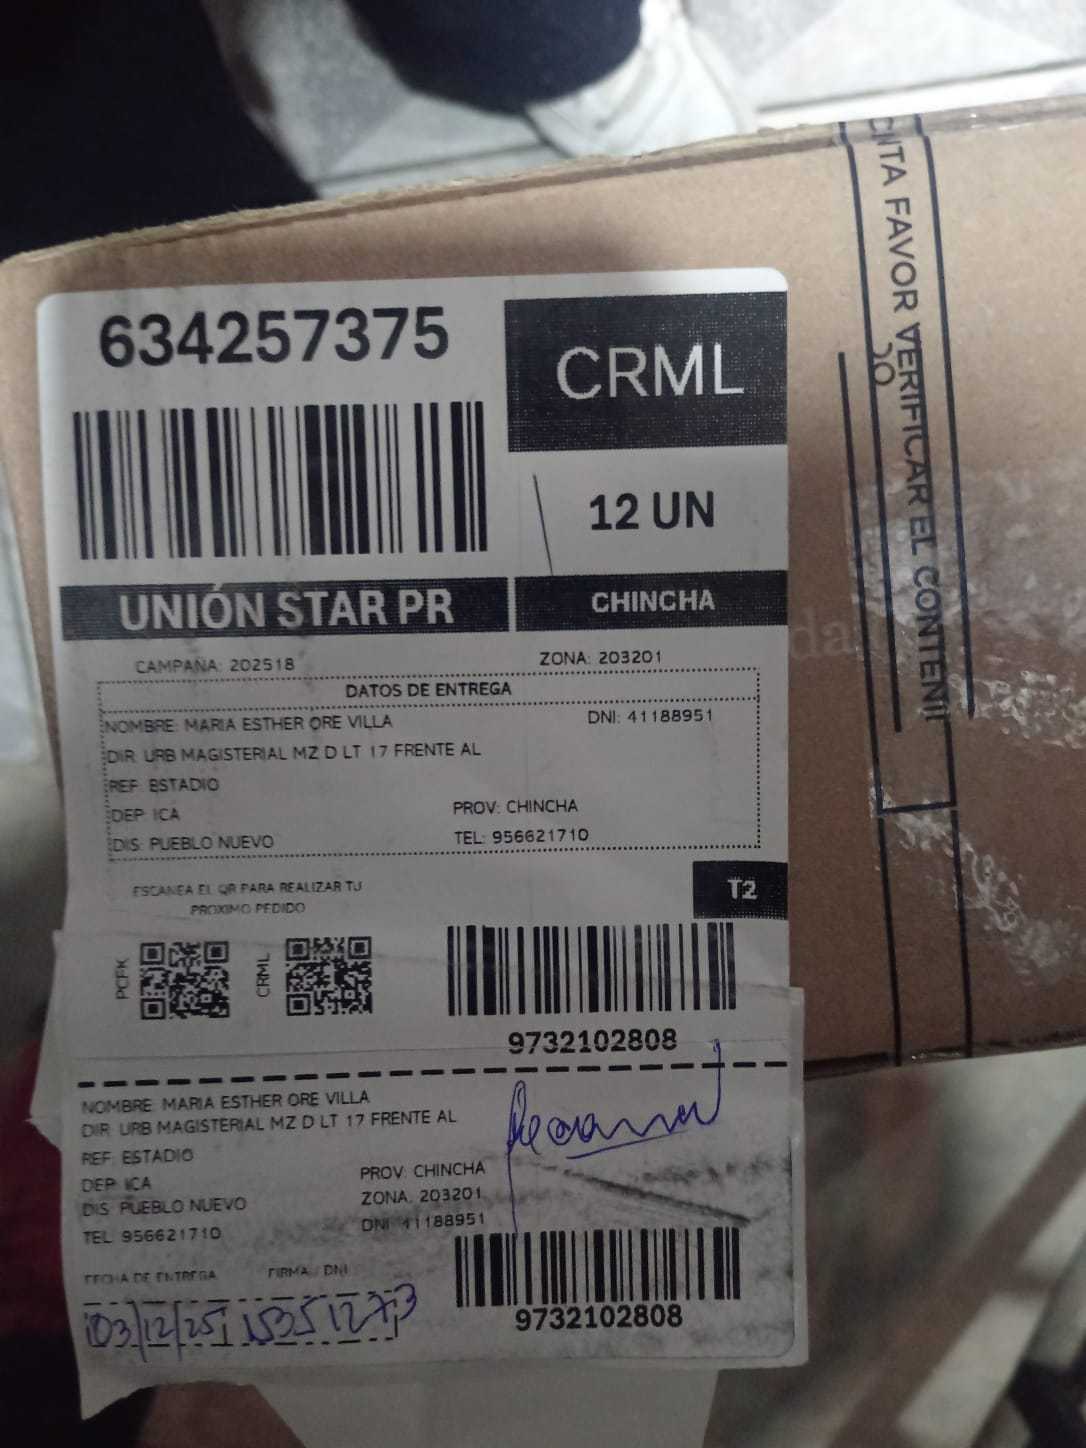 CINTA FAVOR VERIFICAR EL CONTENI
DO
634257375
CRML
12 UN
UNIÓN STAR PR
CHINCHA
CAMPAÑA: 202518
ZONA: 203201
DATOS DE ENTREGA
NOMBRE: MARIA ESTHER ORE VILLA
DNI: 41188951
DIR: URB MAGISTERIAL MZ D LT 17 FRENTE AL
REF: ESTADIO
DEP: ICA
PROV: CHINCHA
DIS: PUEBLO NUEVO
TEL: 956621710
T2
ESCANEA EL QR PARA REALIZAR TU
PROXIMO PEDIDO
PCFK
CRML
9732102808
NOMBRE: MARIA ESTHER ORE VILLA
DIR: URB MAGISTERIAL MZ D LT 17 FRENTE AL
REF: ESTADIO
DEP: ICA
PROV: CHINCHA
DIS: PUEBLO NUEVO
ZONA: 203201
TEL: 956621710
DNI: 41188951
FECHA DE ENTREGA
FIRMA / DNI
03/12/25
15351273
9732102808